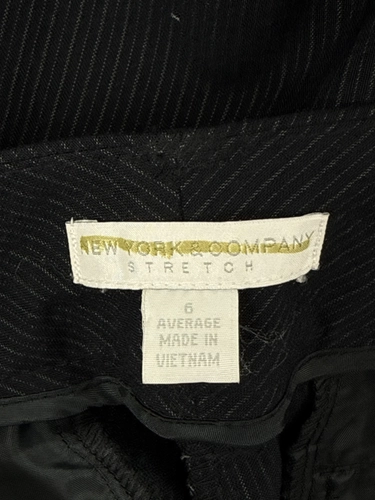 NEW YORK & COMPANY
STRETCH
6
AVERAGE
MADE IN
VIETNAM